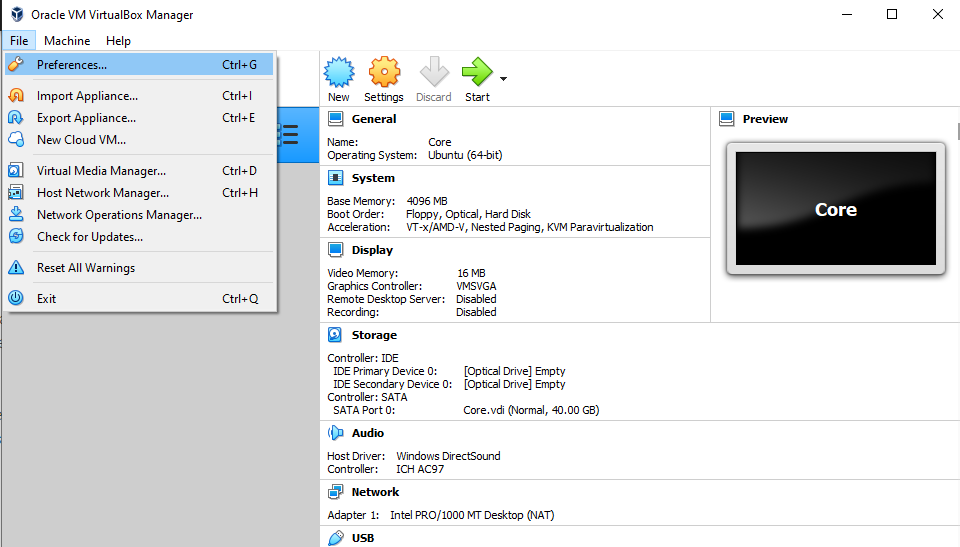 Oracle VM VirtualBox Manager
File Machine Help
Preferences... Ctrl+G
Import Appliance... Ctrl+I
Export Appliance... Ctrl+E
New Cloud VM...
Virtual Media Manager... Ctrl+D
Host Network Manager... Ctrl+H
Network Operations Manager...
Check for Updates...
Reset All Warnings
Exit Ctrl+Q
New Settings Discard Start
General
Name: Core
Operating System: Ubuntu (64-bit)
System
Base Memory: 4096 MB
Boot Order: Floppy, Optical, Hard Disk
Acceleration: VT-x/AMD-V, Nested Paging, KVM Paravirtualization
Display
Video Memory: 16 MB
Graphics Controller: VMSVGA
Remote Desktop Server: Disabled
Recording: Disabled
Preview
Core
Storage
Controller: IDE
IDE Primary Device 0: [Optical Drive] Empty
IDE Secondary Device 0: [Optical Drive] Empty
Controller: SATA
SATA Port 0: Core.vdi (Normal, 40.00 GB)
Audio
Host Driver: Windows DirectSound
Controller: ICH AC97
Network
Adapter 1: Intel PRO/1000 MT Desktop (NAT)
USB